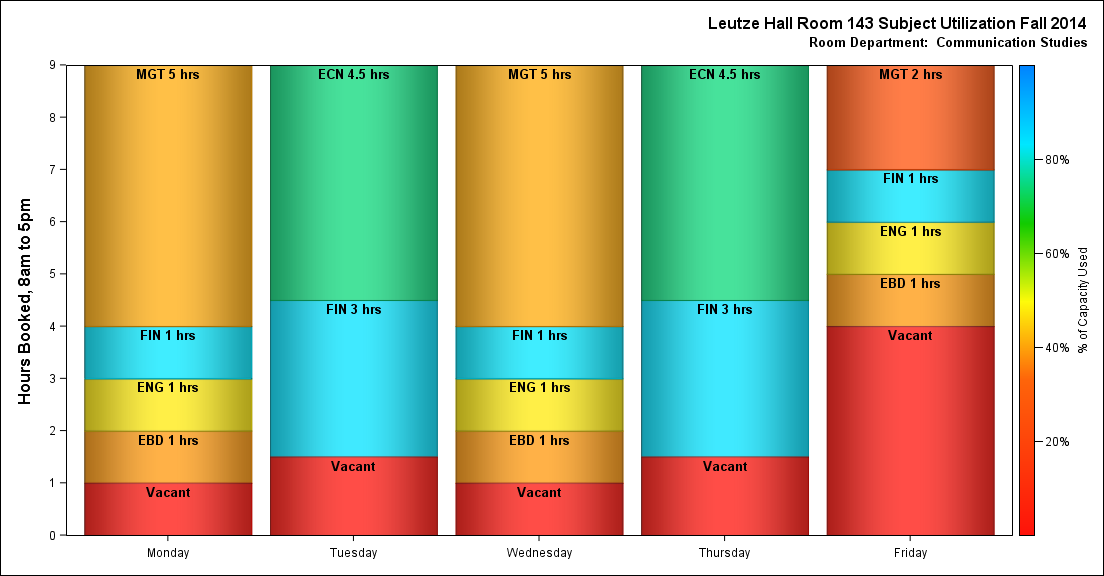 Leutze Hall Room 143 Subject Utilization Fall 2014
Room Department:  Communication Studies
Hours Booked, 8am to 5pm
9
8
7
6
5
4
3
2
1
0
MGT 5 hrs
FIN 1 hrs
ENG 1 hrs
EBD 1 hrs
Vacant
ECN 4.5 hrs
FIN 3 hrs
Vacant
MGT 5 hrs
FIN 1 hrs
ENG 1 hrs
EBD 1 hrs
Vacant
ECN 4.5 hrs
FIN 3 hrs
Vacant
MGT 2 hrs
FIN 1 hrs
ENG 1 hrs
EBD 1 hrs
Vacant
Monday
Tuesday
Wednesday
Thursday
Friday
80%
60%
40%
20%
% of Capacity Used